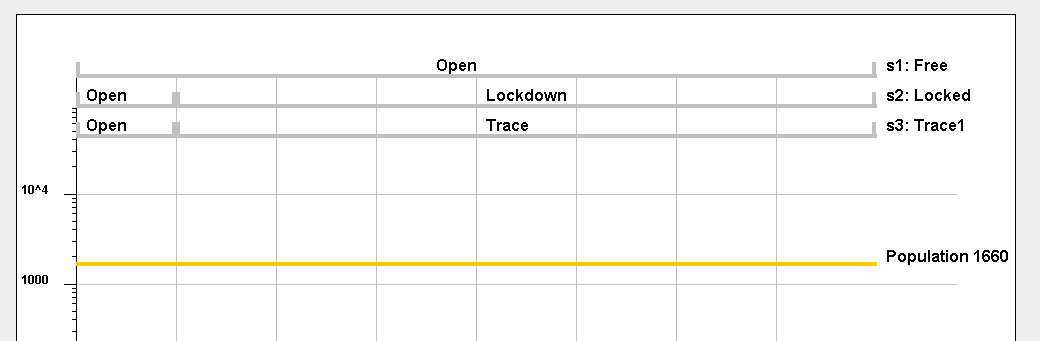 Open s1: Free
Open Lockdown s2: Locked
Open Trace s3: Trace1
10^4
Population 1660
1000